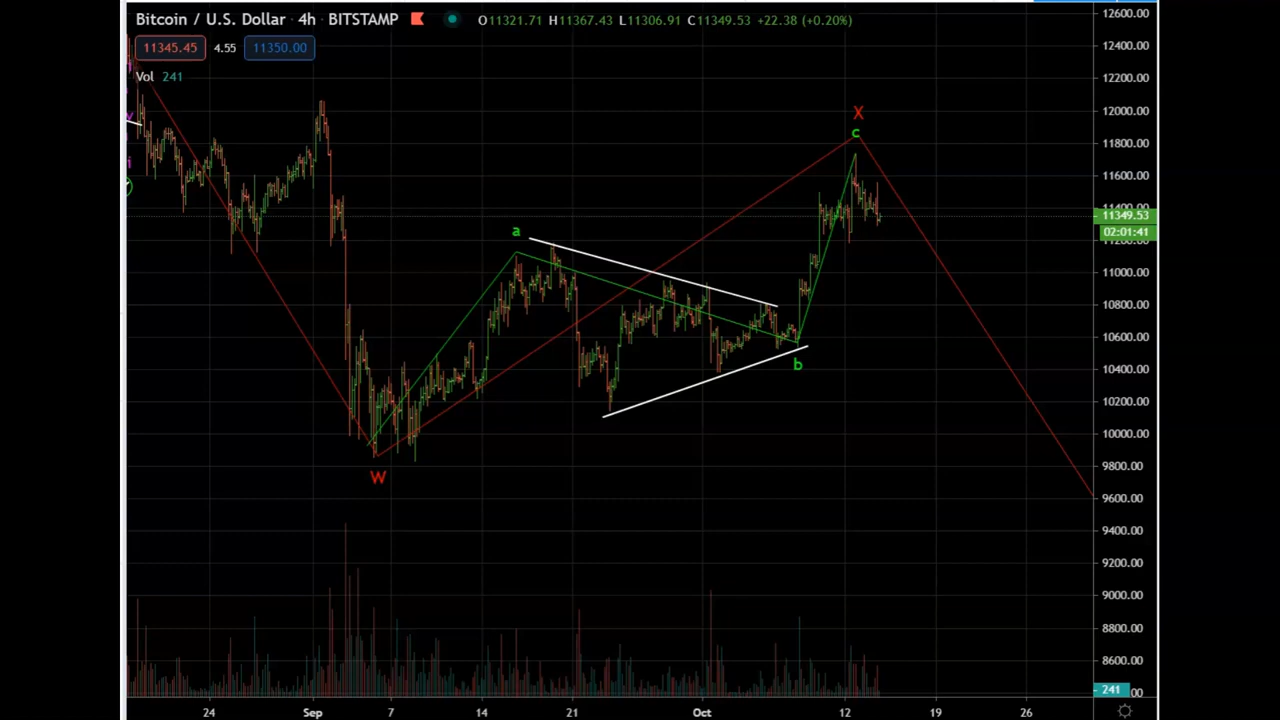 Bitcoin / U.S. Dollar · 4h · BITSTAMP O11321.71 H11367.43 L11306.91 C11349.53 +22.38 (+0.20%)
11345.45 4.55 11350.00
Vol 241
12600.00
12400.00
12200.00
12000.00
11800.00
11600.00
11400.00
11349.53
02:01:41
11200.00
11000.00
10800.00
10600.00
10400.00
10200.00
10000.00
9800.00
9600.00
9400.00
9200.00
9000.00
8800.00
8600.00
241
00
y
i
X
c
a
b
W
24 Sep 7 14 21 Oct 12 19 26